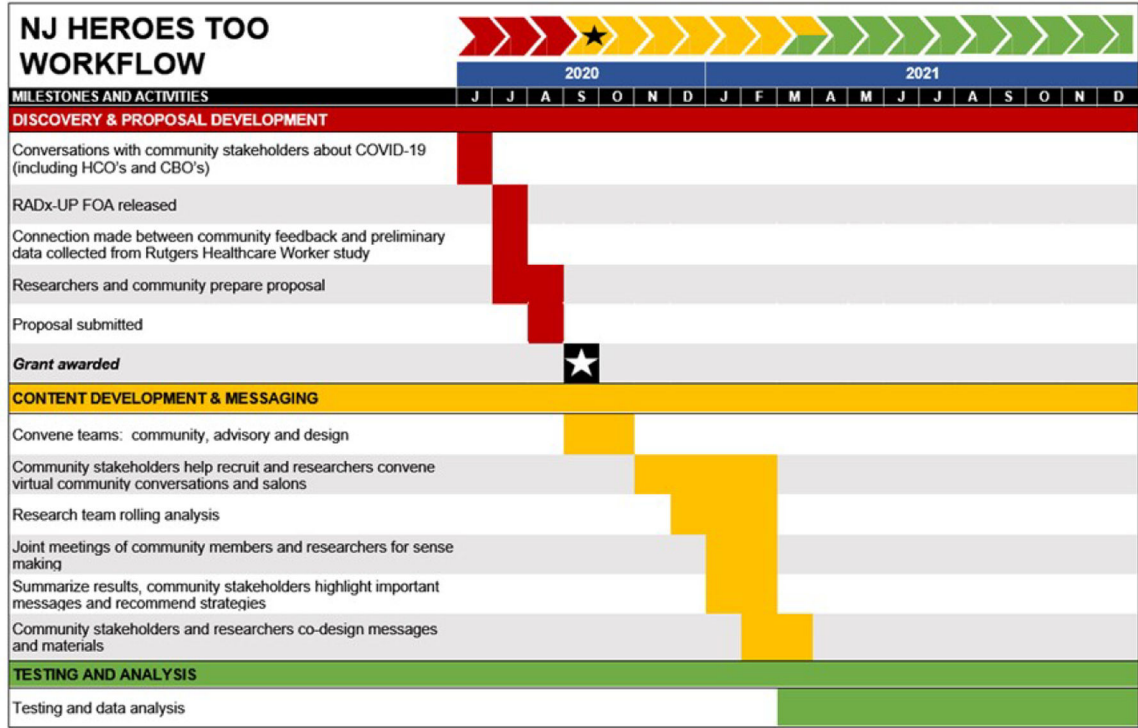 NJ HEROES TOO
WORKFLOW
2020 2021
MILESTONES AND ACTIVITIES J J A S O N D J F M A M J J A S O N D
DISCOVERY & PROPOSAL DEVELOPMENT
Conversations with community stakeholders about COVID-19
(including HCO's and CBO's)
RADx-UP FOA released
Connection made between community feedback and preliminary
data collected from Rutgers Healthcare Worker study
Researchers and community prepare proposal
Proposal submitted
Grant awarded
CONTENT DEVELOPMENT & MESSAGING
Convene teams: community, advisory and design
Community stakeholders help recruit and researchers convene
virtual community conversations and salons
Research team rolling analysis
Joint meetings of community members and researchers for sense
making
Summarize results, community stakeholders highlight important
messages and recommend strategies
Community stakeholders and researchers co-design messages
and materials
TESTING AND ANALYSIS
Testing and data analysis